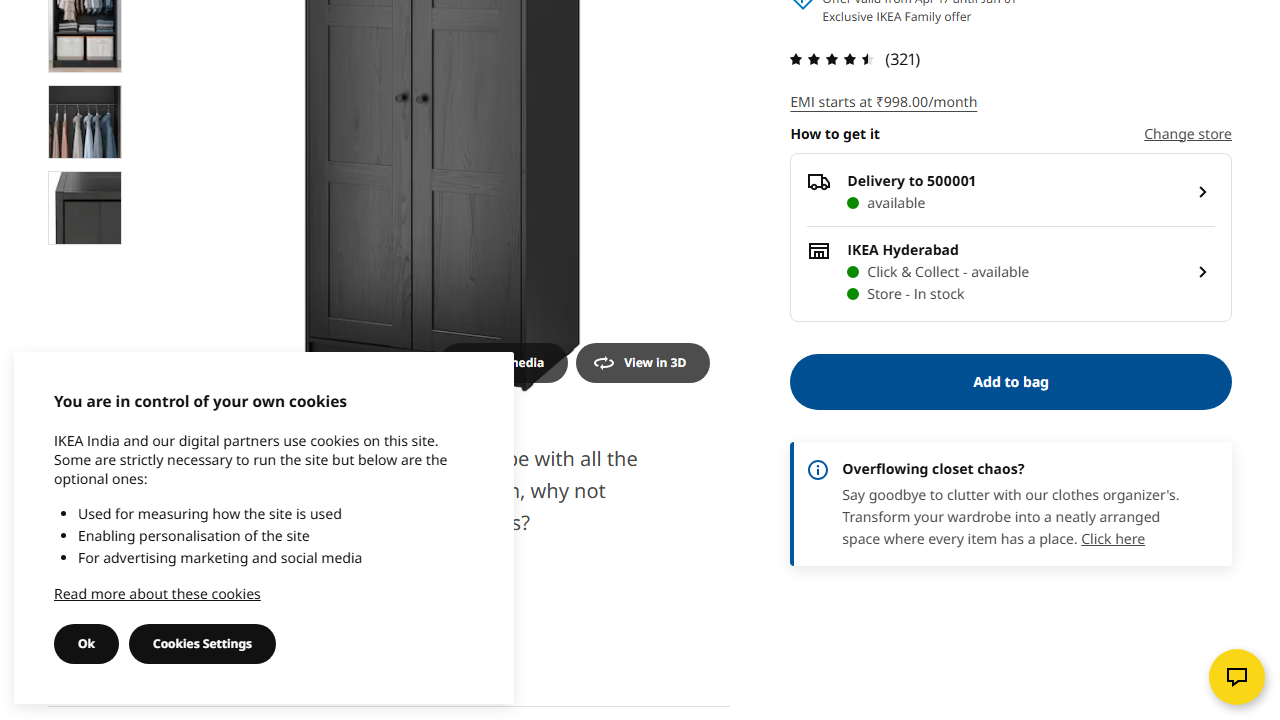 Exclusive IKEA Family offer
(321)
EMI starts at ₹998.00/month
How to get it
Change store
Delivery to 500001
available
IKEA Hyderabad
Click & Collect - available
Store - In stock
View in 3D
Add to bag
You are in control of your own cookies
IKEA India and our digital partners use cookies on this site.
Some are strictly necessary to run the site but below are the
optional ones:
Used for measuring how the site is used
Enabling personalisation of the site
For advertising marketing and social media
Read more about these cookies
Ok
Cookies Settings
with all the
why not
Overflowing closet chaos?
Say goodbye to clutter with our clothes organizer's.
Transform your wardrobe into a neatly arranged
space where every item has a place. Click here